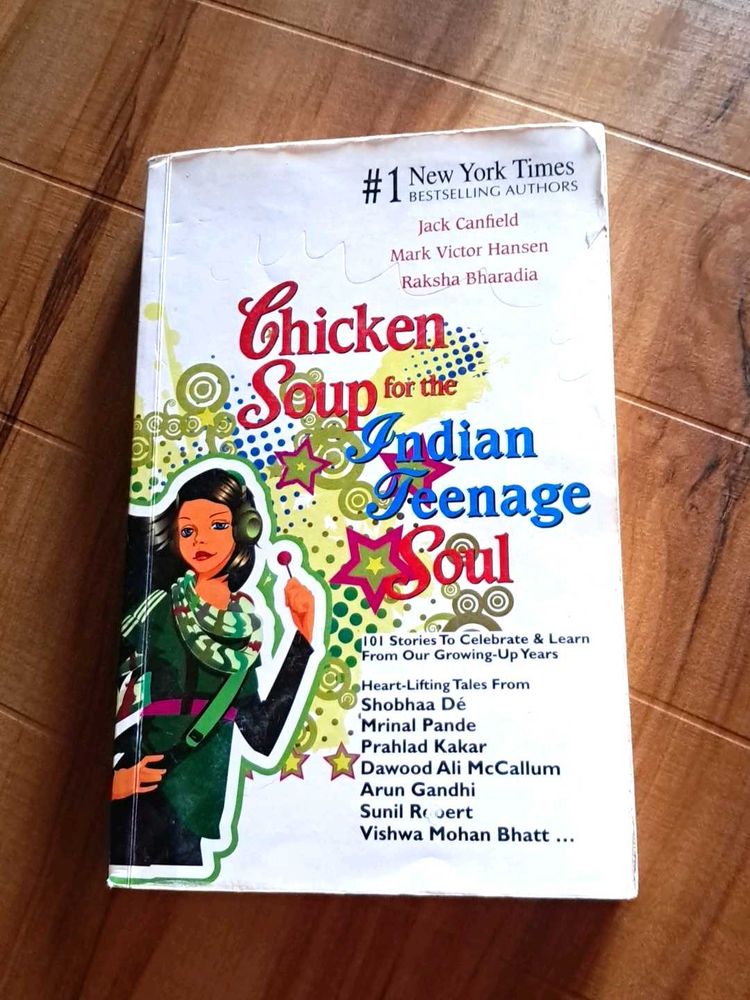 #1 New York Times
BESTSELLING AUTHORS
Jack Canfield
Mark Victor Hansen
Raksha Bharadia
Chicken
Soup for the
Indian
Teenage
Soul
101 Stories To Celebrate & Learn
From Our Growing-Up Years
Heart-Lifting Tales From
Shobhaa Dé
Mrinal Pande
Prahlad Kakar
Dawood Ali McCallum
Arun Gandhi
Sunil
Vishwa Mohan Bhatt ...